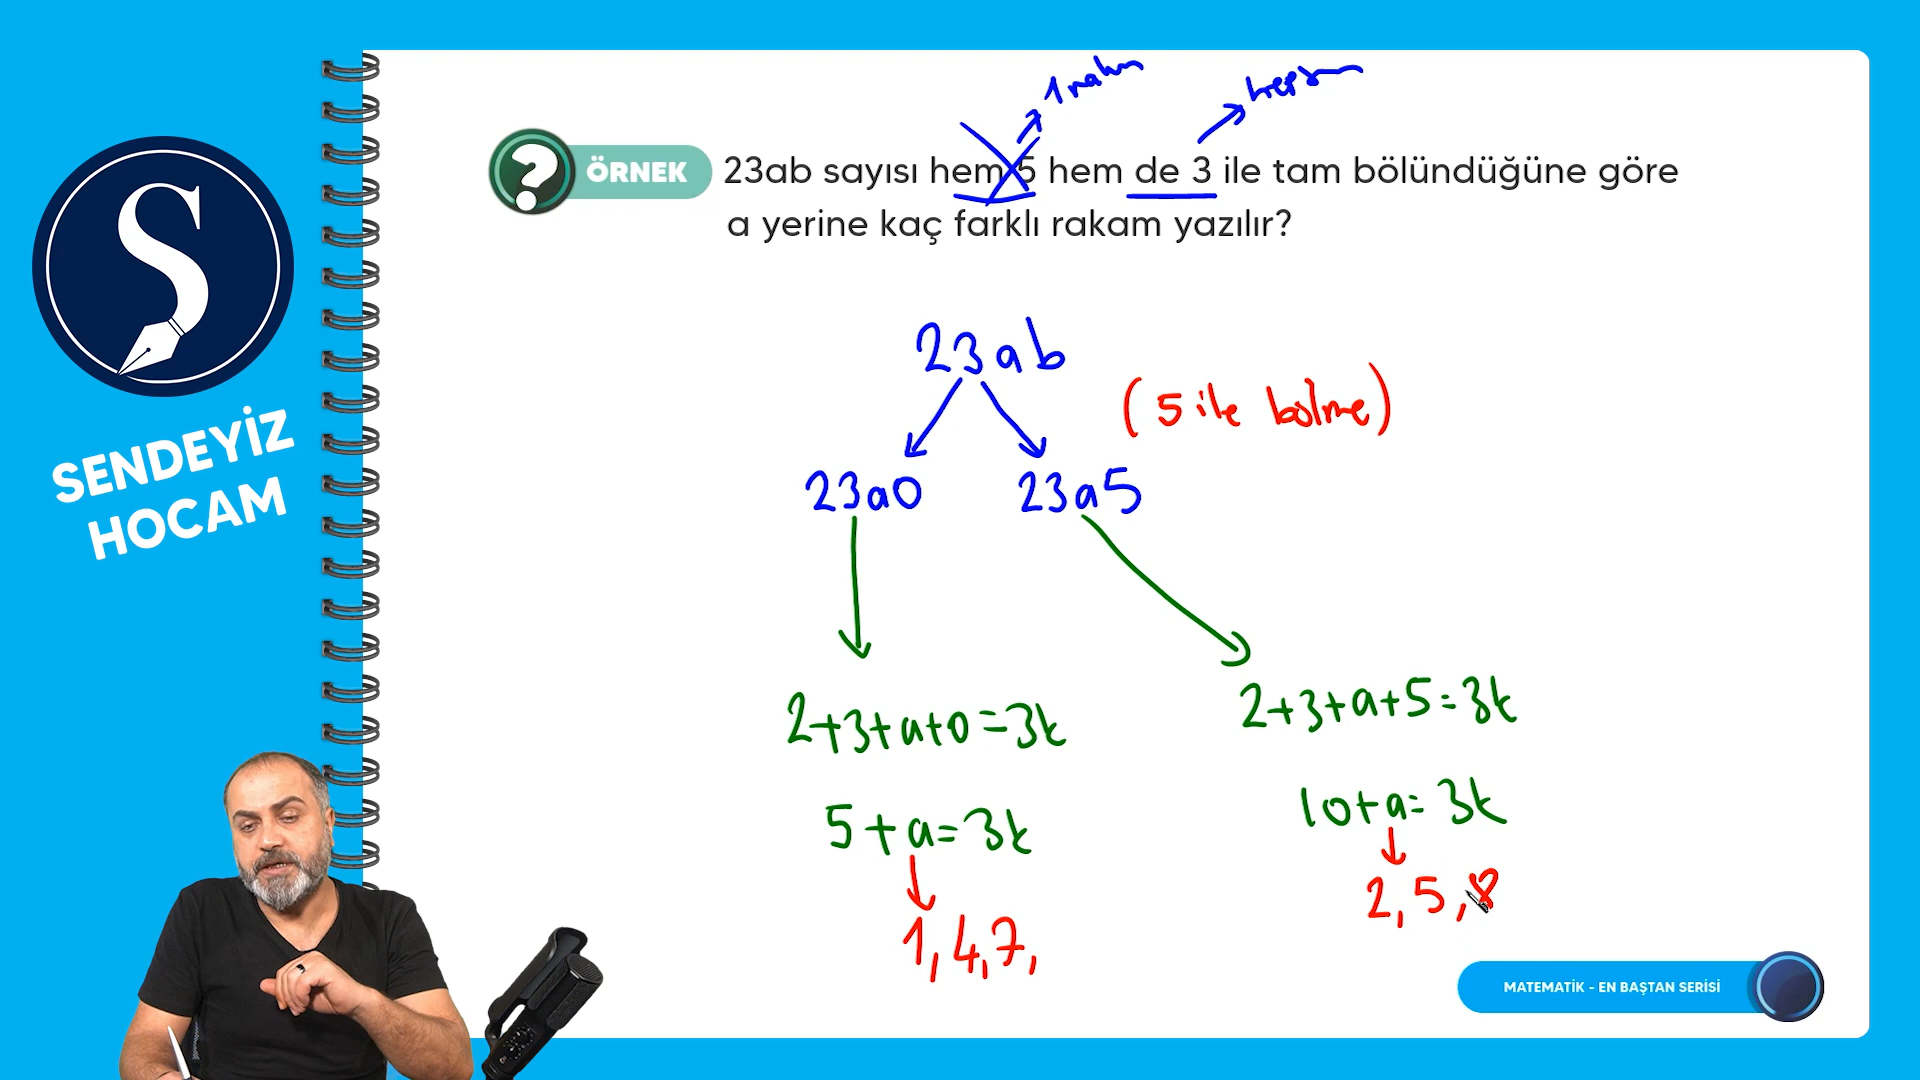 1 rakam
hepsi
ÖRNEK 23ab sayısı hem 5 hem de 3 ile tam bölündüğüne göre
a yerine kaç farklı rakam yazılır?
23ab
(5 ile bölme)
23a0 23a5
2+3+a+0=3k
2+3+a+5=3k
5+a=3k
10+a=3k
1,4,7,
2,5,8
SENDEYİZ
HOCAM
MATEMATİK - EN BAŞTAN SERİSİ